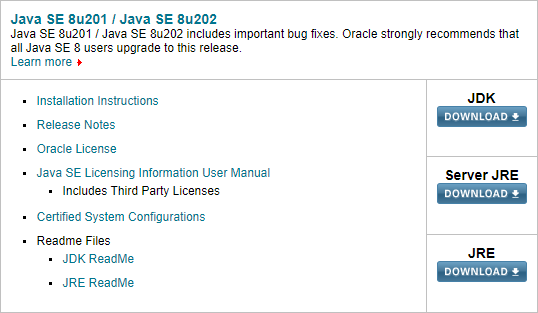 Java SE 8u201 / Java SE 8u202
Java SE 8u201 / Java SE 8u202 includes important bug fixes. Oracle strongly recommends that
all Java SE 8 users upgrade to this release.
Learn more
Installation Instructions
Release Notes
Oracle License
Java SE Licensing Information User Manual
Includes Third Party Licenses
Certified System Configurations
Readme Files
JDK ReadMe
JRE ReadMe
JDK
DOWNLOAD
Server JRE
DOWNLOAD
JRE
DOWNLOAD